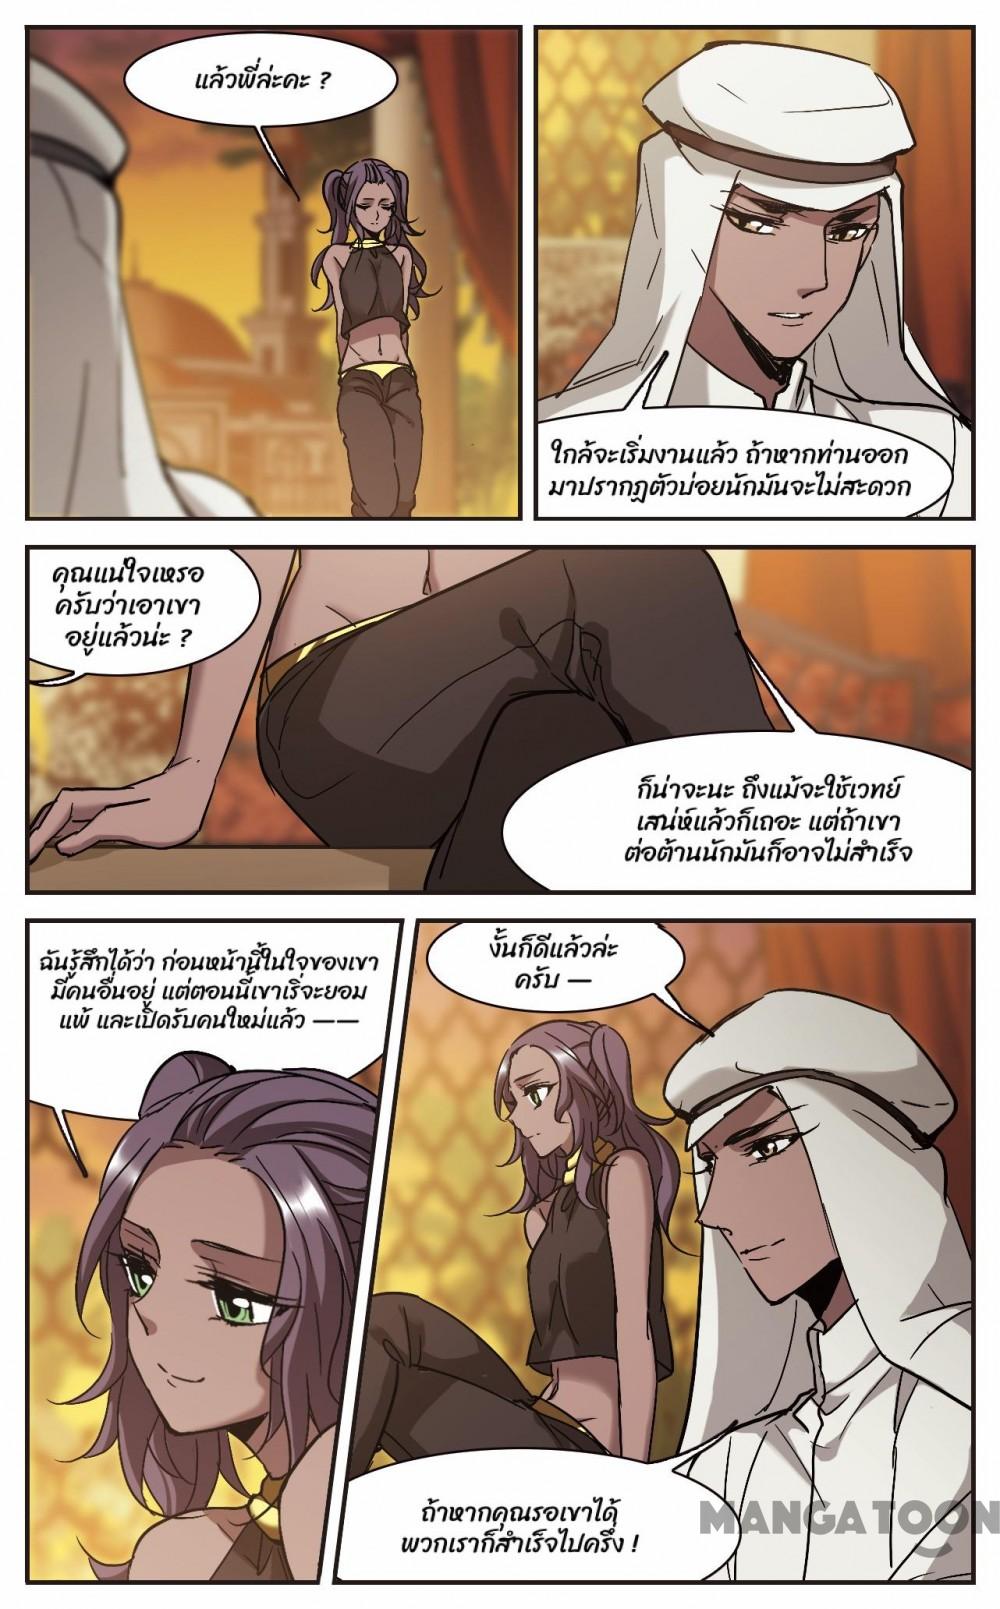 แล้วพี่ล่ะคะ ?
ใกล้จะเริ่มงานแล้ว ถ้าหากท่านออก
มาปรากฏตัวบ่อยนักมันจะไม่สะดวก
คุณแน่ใจเหรอ
ครับว่าเอาเขา
อยู่แล้วน่ะ ?
ก็น่าจะนะ ถึงแม้จะใช้เวทย์
เสน่ห์แล้วก็เถอะ แต่ถ้าเขา
ต่อต้านนักมันก็อาจไม่สำเร็จ
ฉันรู้สึกได้ว่า ก่อนหน้านี้ในใจของเขา
มีคนอื่นอยู่ แต่ตอนนี้เขาเริ่จะยอม
แพ้ และเปิดรับคนใหม่แล้ว ——
งั้นก็ดีแล้วล่ะ
ครับ —
ถ้าหากคุณรอเขาได้
พวกเราก็สำเร็จไปครึ่ง !
MANGATOON